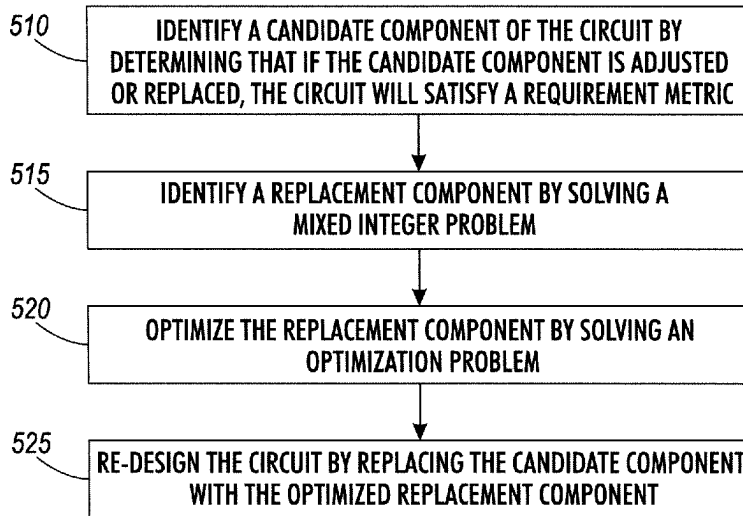 510
IDENTIFY A CANDIDATE COMPONENT OF THE CIRCUIT BY
DETERMINING THAT IF THE CANDIDATE COMPONENT IS ADJUSTED
OR REPLACED, THE CIRCUIT WILL SATISFY A REQUIREMENT METRIC
515
IDENTIFY A REPLACEMENT COMPONENT BY SOLVING A
MIXED INTEGER PROBLEM
520
OPTIMIZE THE REPLACEMENT COMPONENT BY SOLVING AN
OPTIMIZATION PROBLEM
525
RE-DESIGN THE CIRCUIT BY REPLACING THE CANDIDATE COMPONENT
WITH THE OPTIMIZED REPLACEMENT COMPONENT